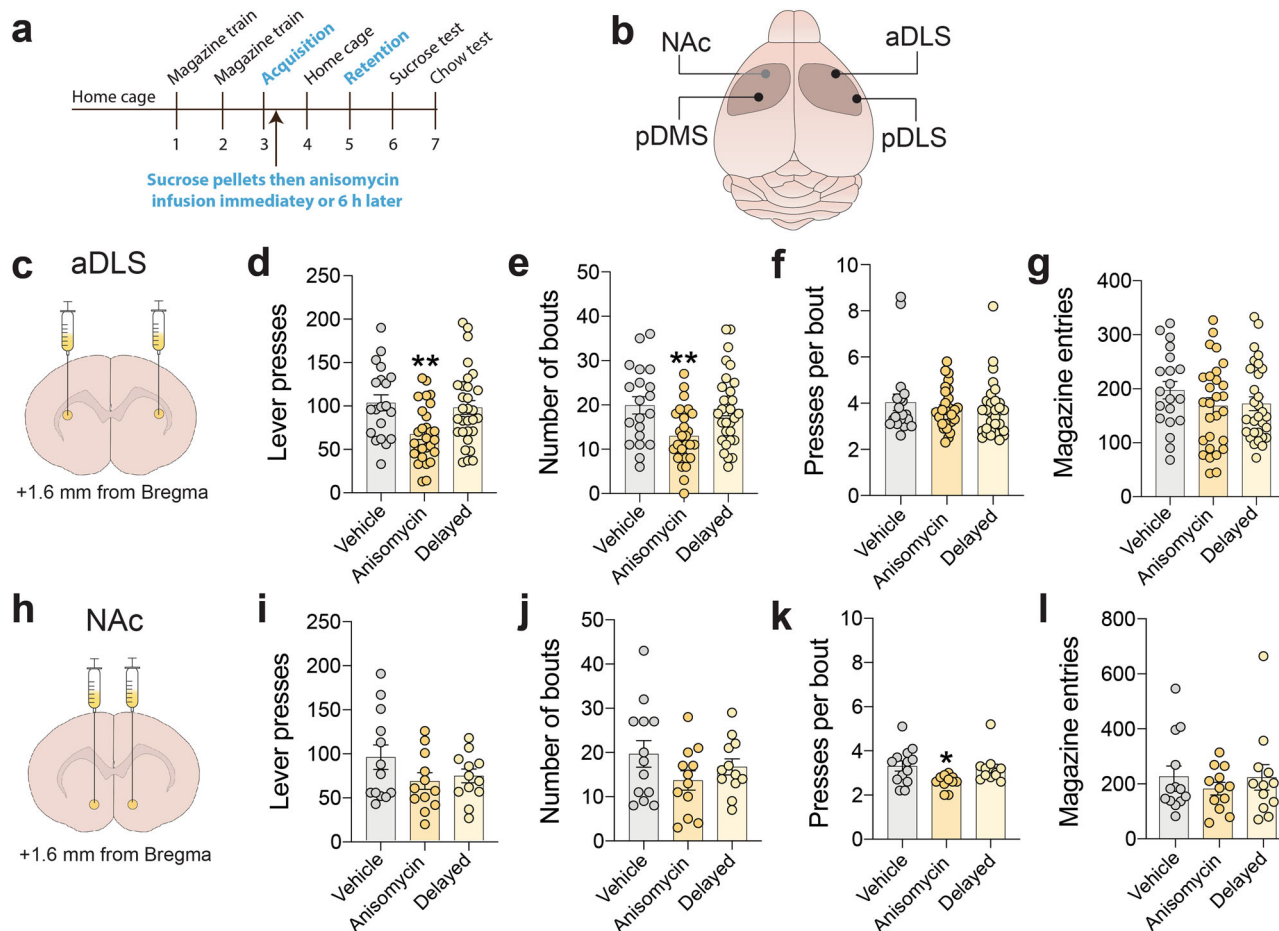 a
Magazine train
Magazine train
Acquisition
Home cage
Retention
Sucrose test
Chow test
Home cage
1 2 3 4 5 6 7
Sucrose pellets then anisomycin
infusion immediatey or 6 h later
b
NAc
aDLS
pDMS
pDLS
c
aDLS
+1.6 mm from Bregma
d
Lever presses
250
200
150
100
50
0
**
Vehicle
Anisomycin
Delayed
e
Number of bouts
50
40
30
20
10
0
**
Vehicle
Anisomycin
Delayed
f
Presses per bout
10
8
6
4
2
0
Vehicle
Anisomycin
Delayed
g
Magazine entries
400
300
200
100
0
Vehicle
Anisomycin
Delayed
h
NAc
+1.6 mm from Bregma
i
Lever presses
250
200
150
100
50
0
Vehicle
Anisomycin
Delayed
j
Number of bouts
50
40
30
20
10
0
Vehicle
Anisomycin
Delayed
k
Presses per bout
10
8
6
4
2
0
*
Vehicle
Anisomycin
Delayed
l
Magazine entries
800
600
400
200
0
Vehicle
Anisomycin
Delayed